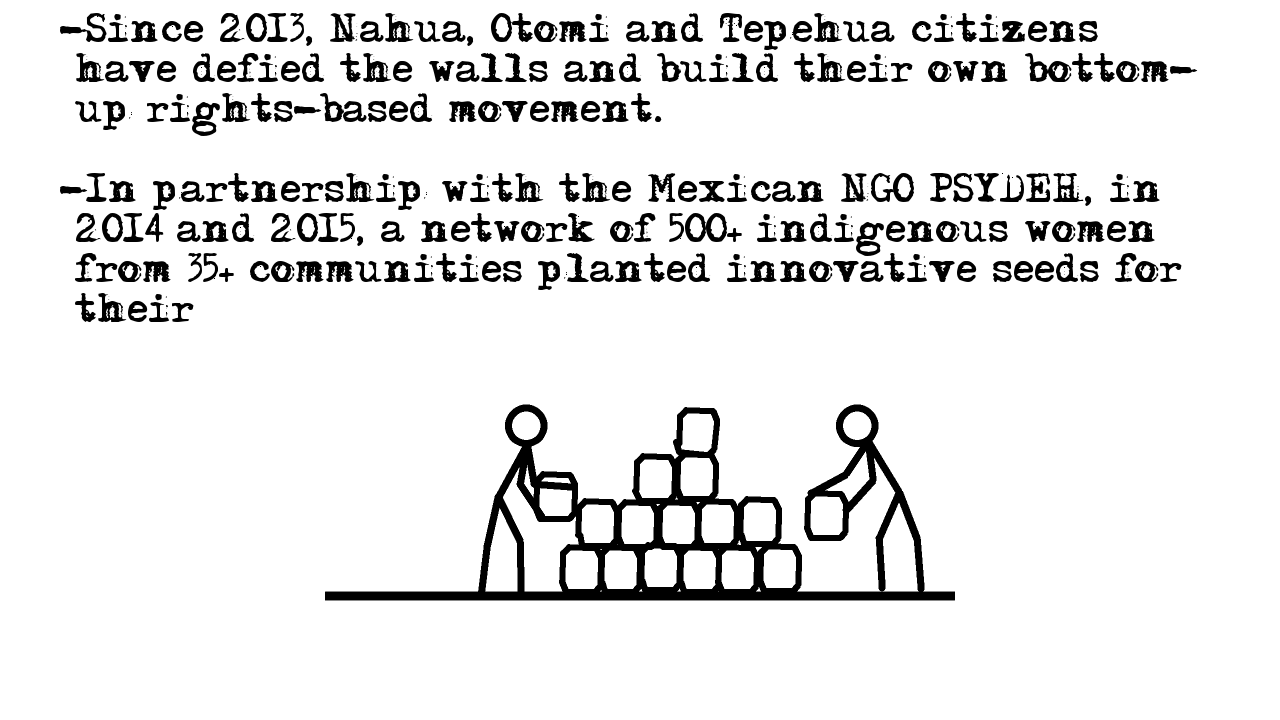 -Since 2013, Nahua, Otomi and Tepehua citizens
have defied the walls and build their own bottom-
up rights-based movement.
-In partnership with the Mexican NGO PSYDEH, in
2014 and 2015, a network of 500+ indigenous women
from 35+ communities planted innovative seeds for
their